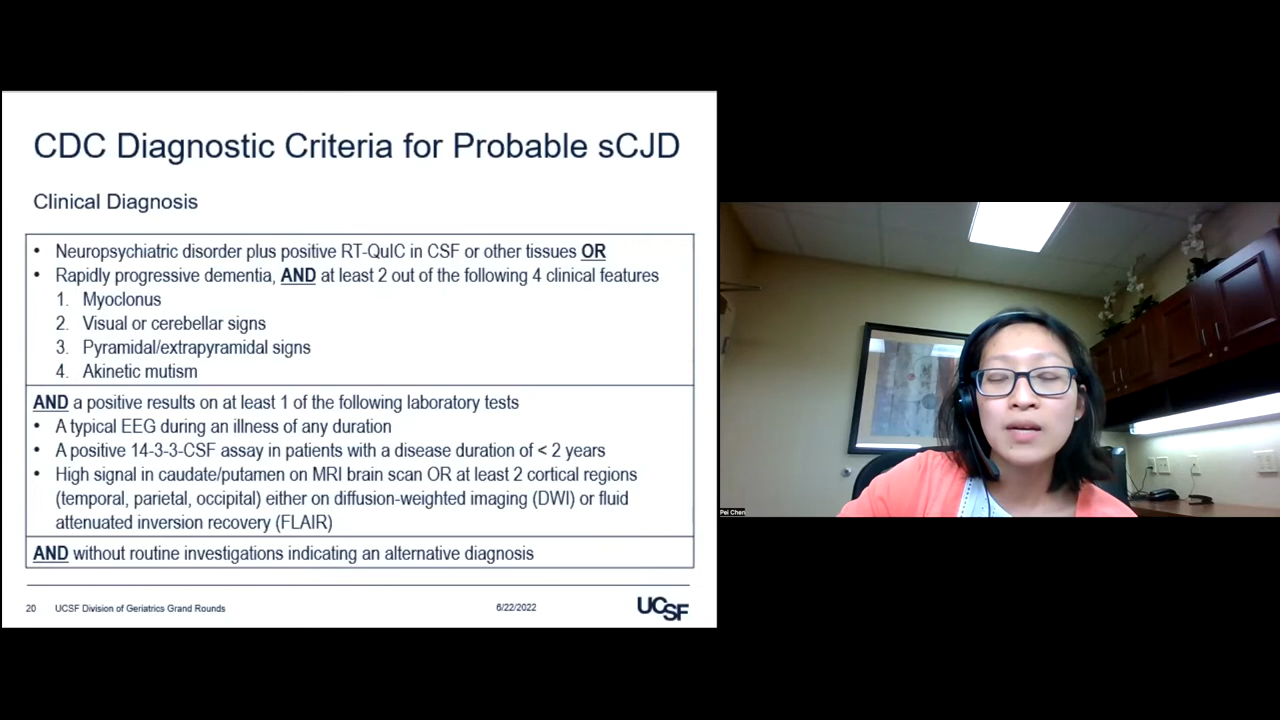 CDC Diagnostic Criteria for Probable sCJD
Clinical Diagnosis
• Neuropsychiatric disorder plus positive RT-QuIC in CSF or other tissues OR
• Rapidly progressive dementia, AND at least 2 out of the following 4 clinical features
1. Myoclonus
2. Visual or cerebellar signs
3. Pyramidal/extrapyramidal signs
4. Akinetic mutism
AND a positive results on at least 1 of the following laboratory tests
• A typical EEG during an illness of any duration
• A positive 14-3-3-CSF assay in patients with a disease duration of < 2 years
• High signal in caudate/putamen on MRI brain scan OR at least 2 cortical regions
(temporal, parietal, occipital) either on diffusion-weighted imaging (DWI) or fluid
attenuated inversion recovery (FLAIR)
AND without routine investigations indicating an alternative diagnosis
20 UCSF Division of Geriatrics Grand Rounds 6/22/2022 UCSF
Pei Chen